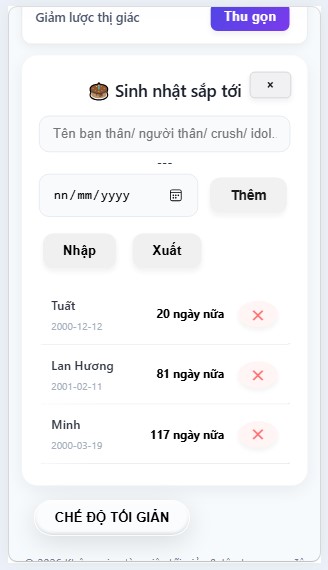 Giảm lược thị giác
Thu gọn
🎂 Sinh nhật sắp tới
×
Tên bạn thân/ người thân/ crush/ idol.
---
nn/mm/yyyy
Thêm
Nhập
Xuất
Tuất
20 ngày nữa
2000-12-12
Lan Hương
81 ngày nữa
2001-02-11
Minh
117 ngày nữa
2000-03-19
CHẾ ĐỘ TỐI GIẢN